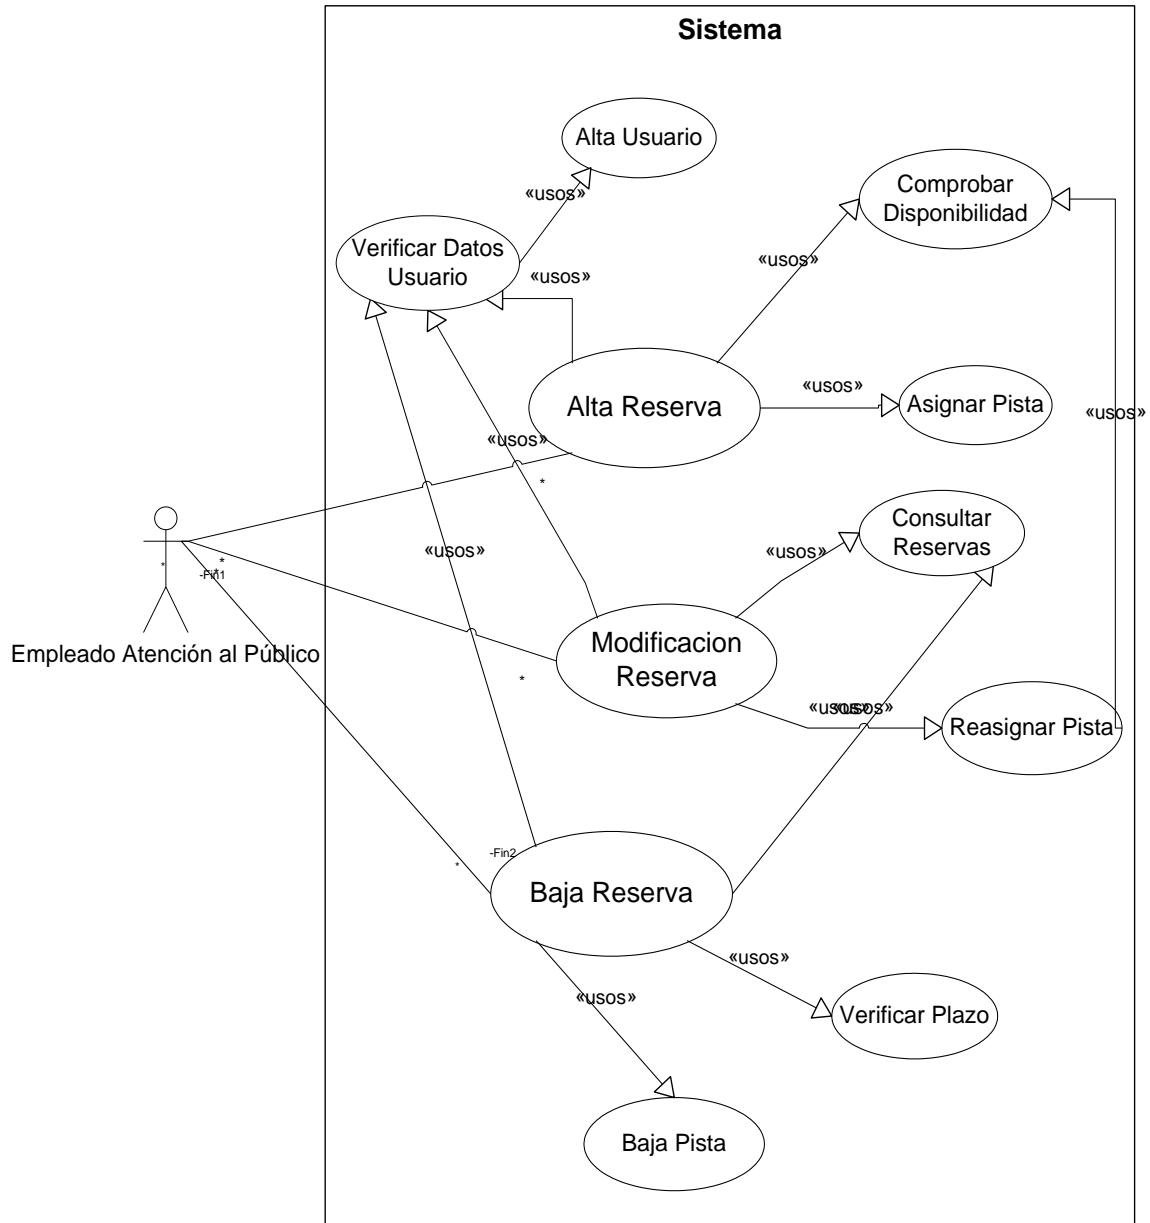 Sistema
Alta Usuario
Comprobar
Disponibilidad
«usos»
Verificar Datos
Usuario
«usos»
«usos»
Alta Reserva
«usos»
Asignar Pista
«usos»
«usos»
*
Consultar
Reservas
«usos»
«usos»
*
*
-Fin1
*
Empleado Atención al Público
Modificacion
Reserva
*
«usos»
«usos»
Reasignar Pista
-Fin2
*
Baja Reserva
«usos»
«usos»
Verificar Plazo
Baja Pista